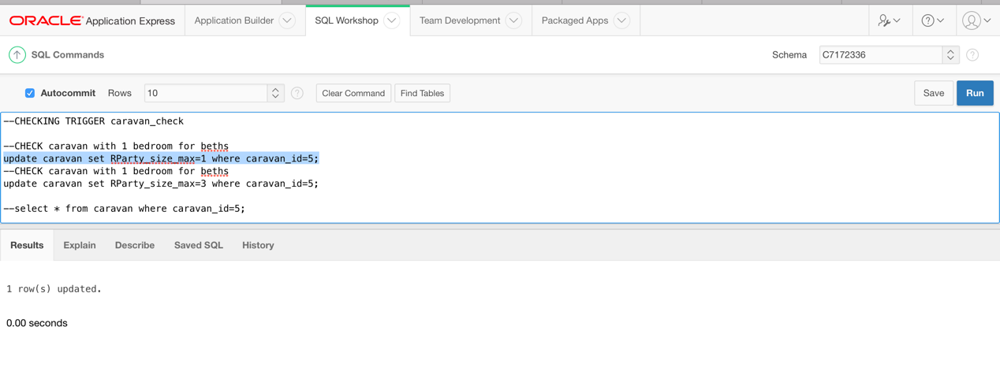 ORACLE® Application Express Application Builder SQL Workshop Team Development Packaged Apps ?
SQL Commands Schema C7172336 ?
Autocommit Rows 10 ? Clear Command Find Tables Save Run
--CHECKING TRIGGER caravan_check
--CHECK caravan with 1 bedroom for beths
update caravan set RParty_size_max=1 where caravan_id=5;
--CHECK caravan with 1 bedroom for beths
update caravan set RParty_size_max=3 where caravan_id=5;
--select * from caravan where caravan_id=5;
Results Explain Describe Saved SQL History
1 row(s) updated.
0.00 seconds